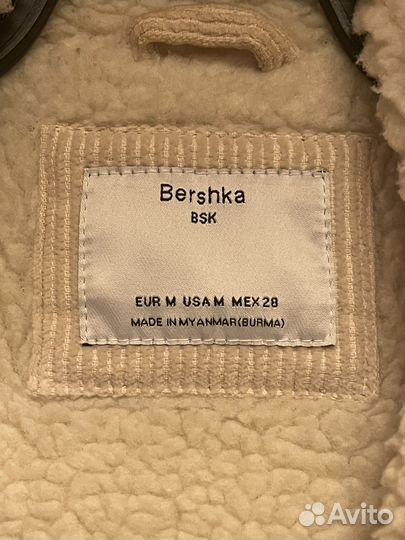 Bershka
BSK
EUR M USA M MEX 28
MADE IN MYANMAR(BURMA)
Avito